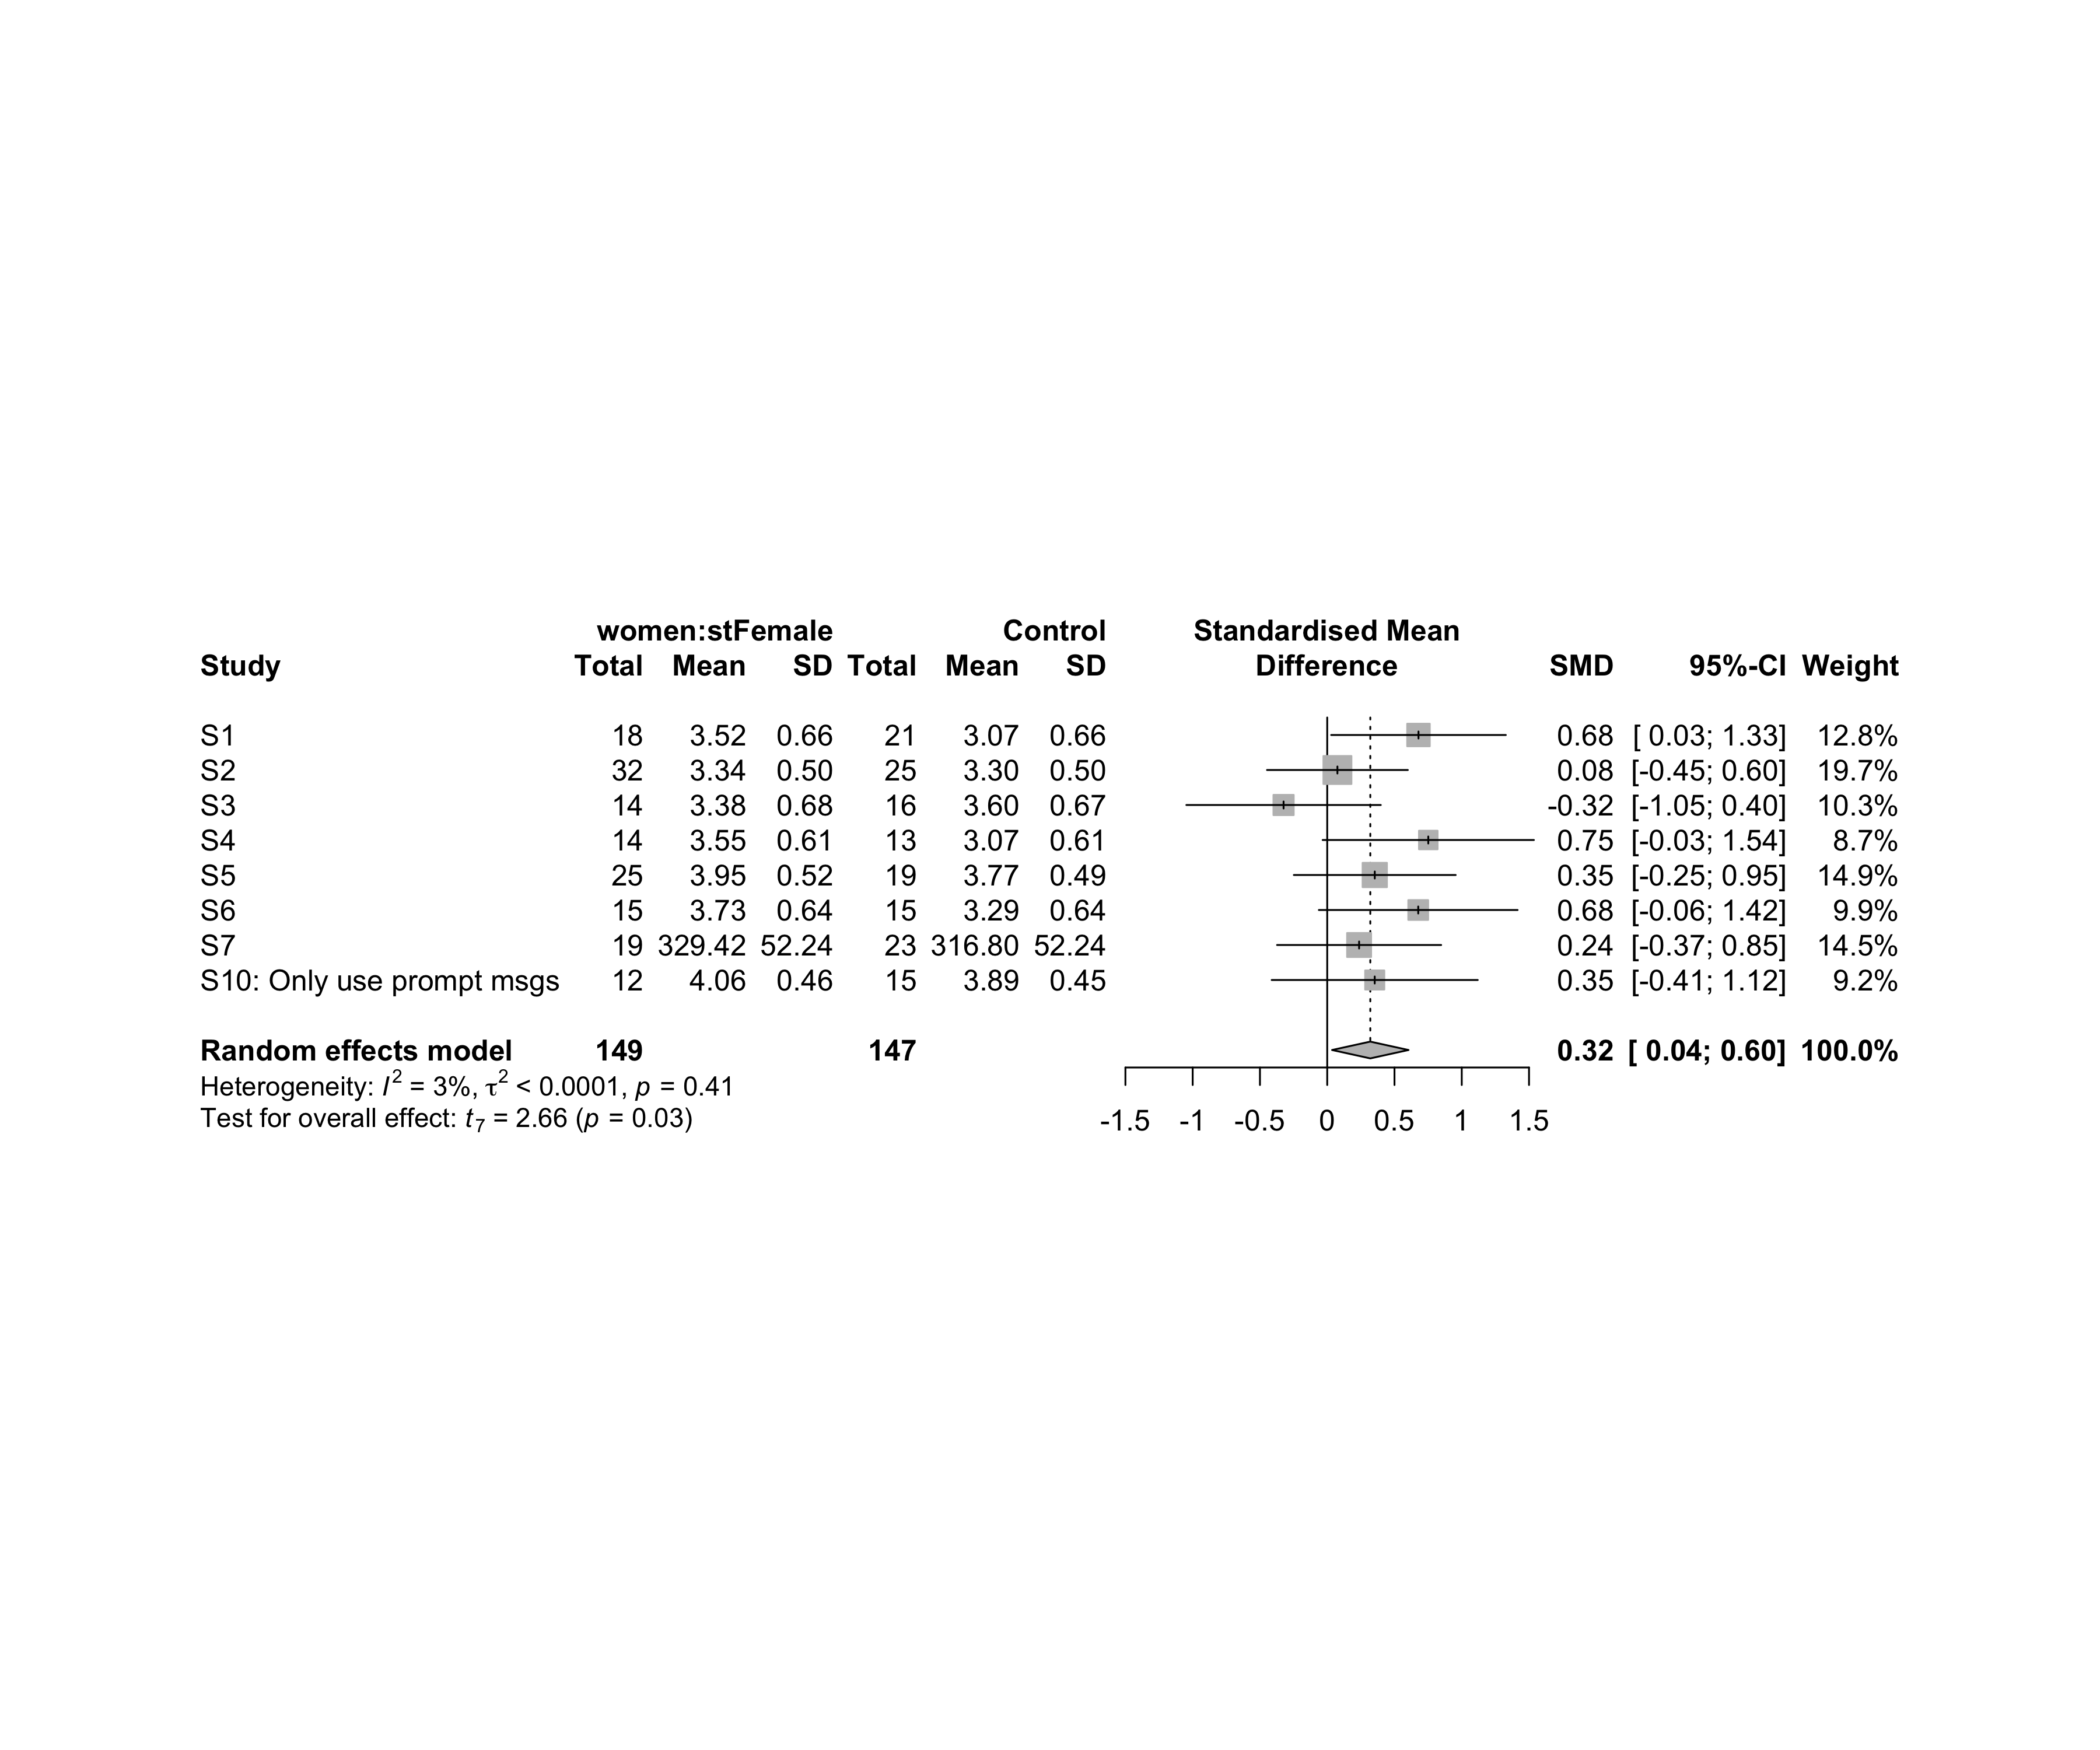 women:stFemale Control Standardised Mean
Study Total Mean SD Total Mean SD Difference SMD 95%-CI Weight
S1 18 3.52 0.66 21 3.07 0.66 0.68 [ 0.03; 1.33] 12.8%
S2 32 3.34 0.50 25 3.30 0.50 0.08 [-0.45; 0.60] 19.7%
S3 14 3.38 0.68 16 3.60 0.67 -0.32 [-1.05; 0.40] 10.3%
S4 14 3.55 0.61 13 3.07 0.61 0.75 [-0.03; 1.54] 8.7%
S5 25 3.95 0.52 19 3.77 0.49 0.35 [-0.25; 0.95] 14.9%
S6 15 3.73 0.64 15 3.29 0.64 0.68 [-0.06; 1.42] 9.9%
S7 19 329.42 52.24 23 316.80 52.24 0.24 [-0.37; 0.85] 14.5%
S10: Only use prompt msgs 12 4.06 0.46 15 3.89 0.45 0.35 [-0.41; 1.12] 9.2%
Random effects model 149 147 0.32 [ 0.04; 0.60] 100.0%
Heterogeneity: I² = 3%, τ² < 0.0001, p = 0.41
Test for overall effect: t₇ = 2.66 (p = 0.03)
-1.5 -1 -0.5 0 0.5 1 1.5